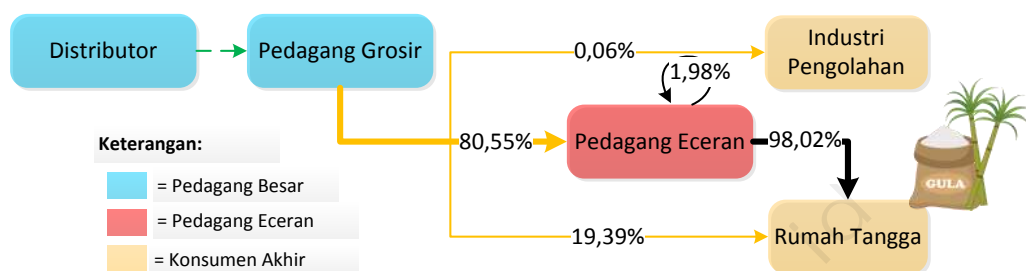 Distributor
Pedagang Grosir
0,06%
Industri
Pengolahan
1,98%
80,55%
Pedagang Eceran
98,02%
GULA
19,39%
Rumah Tangga
Keterangan:
= Pedagang Besar
= Pedagang Eceran
= Konsumen Akhir